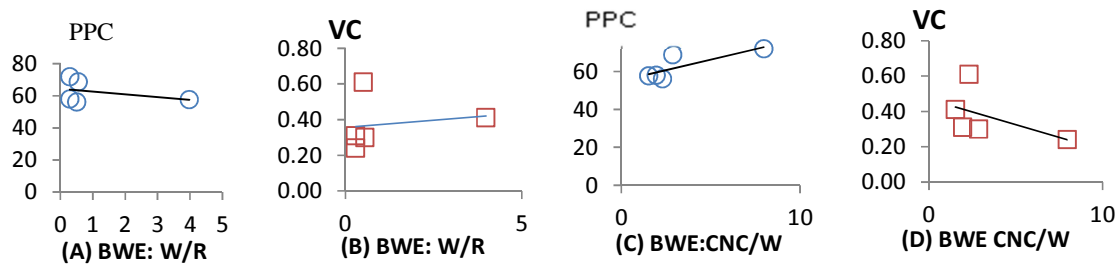 PPC
80
60
40
20
0
0 1 2 3 4 5
(A) BWE: W/R
VC
0.80
0.60
0.40
0.20
0.00
0 5
(B) BWE: W/R
PPC
60
40
20
0
0 10
(C) BWE:CNC/W
VC
0.80
0.60
0.40
0.20
0.00
0 10
(D) BWE CNC/W